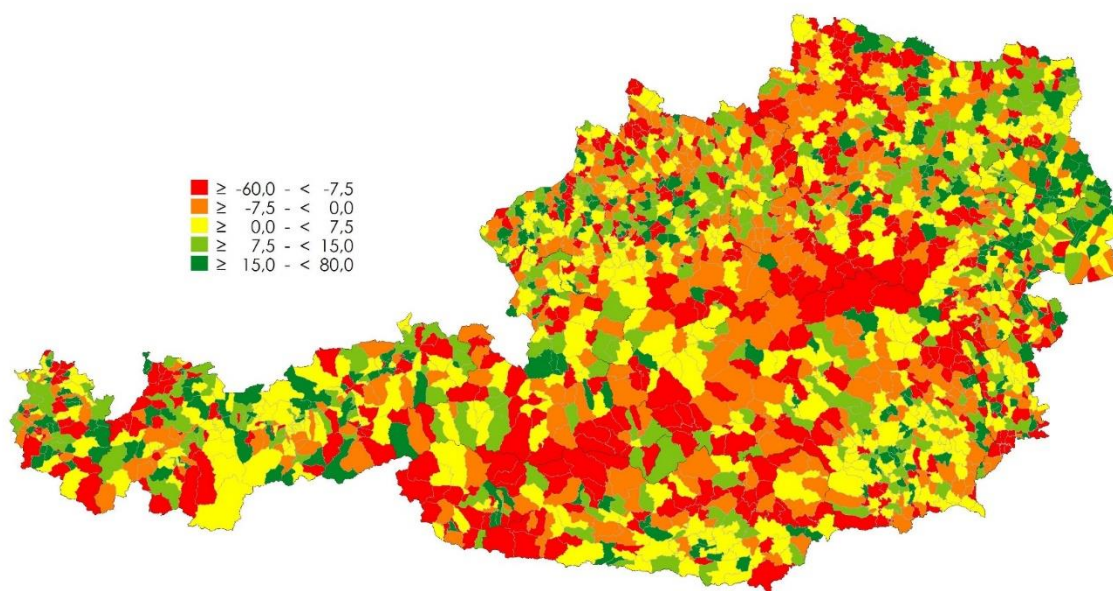 ≥ -60,0 - < -7,5
≥ -7,5 - < 0,0
≥ 0,0 - < 7,5
≥ 7,5 - < 15,0
≥ 15,0 - < 80,0